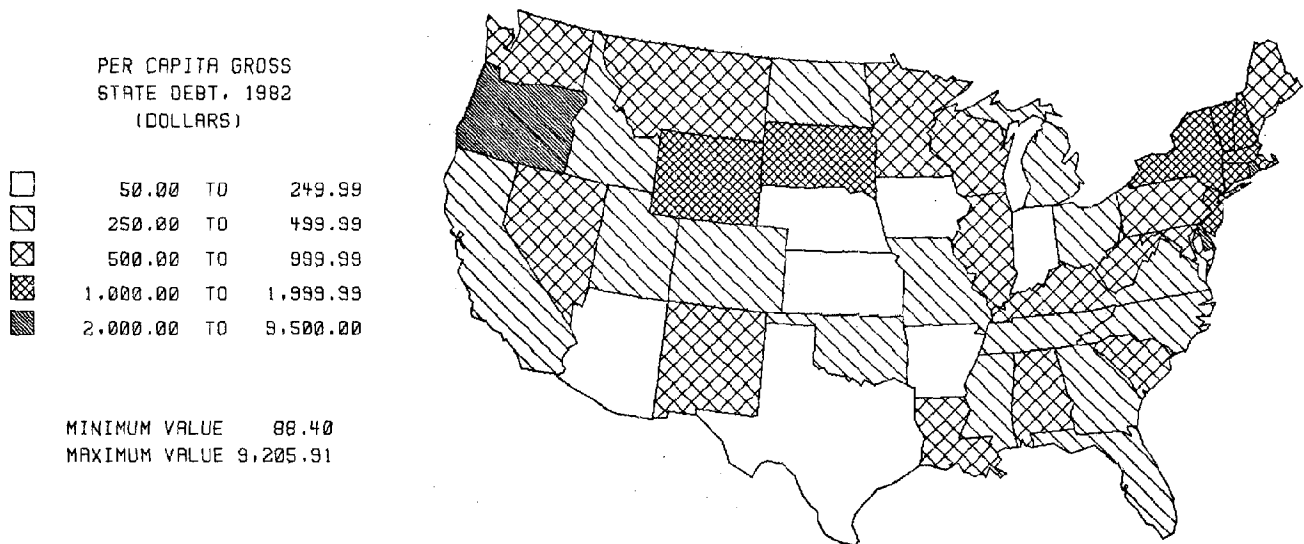 PER CAPITA GROSS
STATE DEBT, 1982
(DOLLARS)
50.00 TO 249.99
250.00 TO 499.99
500.00 TO 999.99
1,000.00 TO 1,999.99
2,000.00 TO 9,500.00
MINIMUM VALUE 88.40
MAXIMUM VALUE 9,205.91